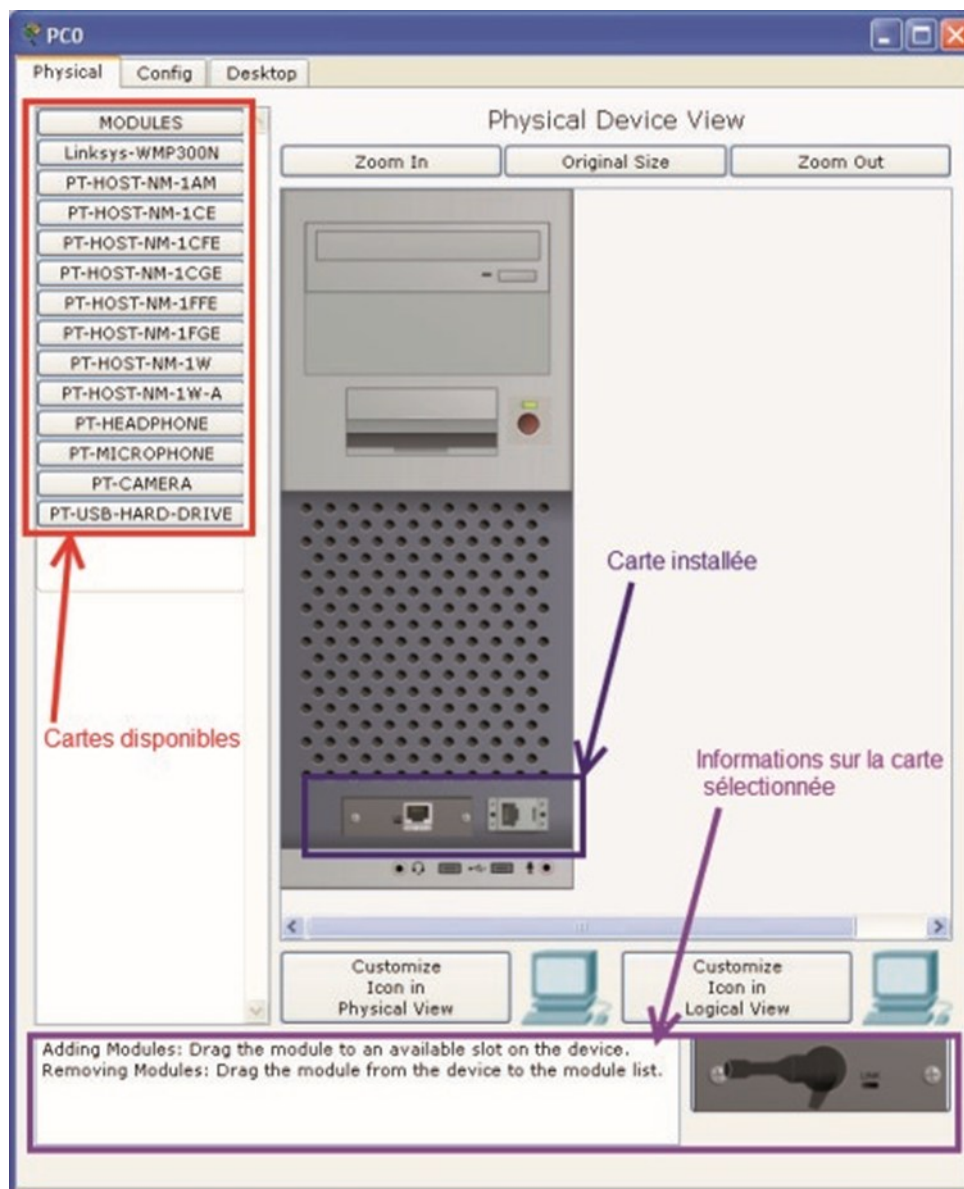 PC0
Physical Config Desktop
MODULES
Linksys-WMP300N
PT-HOST-NM-1AM
PT-HOST-NM-1CE
PT-HOST-NM-1CFE
PT-HOST-NM-1CGE
PT-HOST-NM-1FFE
PT-HOST-NM-1FGE
PT-HOST-NM-1W
PT-HOST-NM-1W-A
PT-HEADPHONE
PT-MICROPHONE
PT-CAMERA
PT-USB-HARD-DRIVE
Cartes disponibles
Physical Device View
Zoom In Original Size Zoom Out
Carte installée
Informations sur la carte
sélectionnée
Customize
Icon in
Physical View
Customize
Icon in
Logical View
Adding Modules: Drag the module to an available slot on the device.
Removing Modules: Drag the module from the device to the module list.
LINK